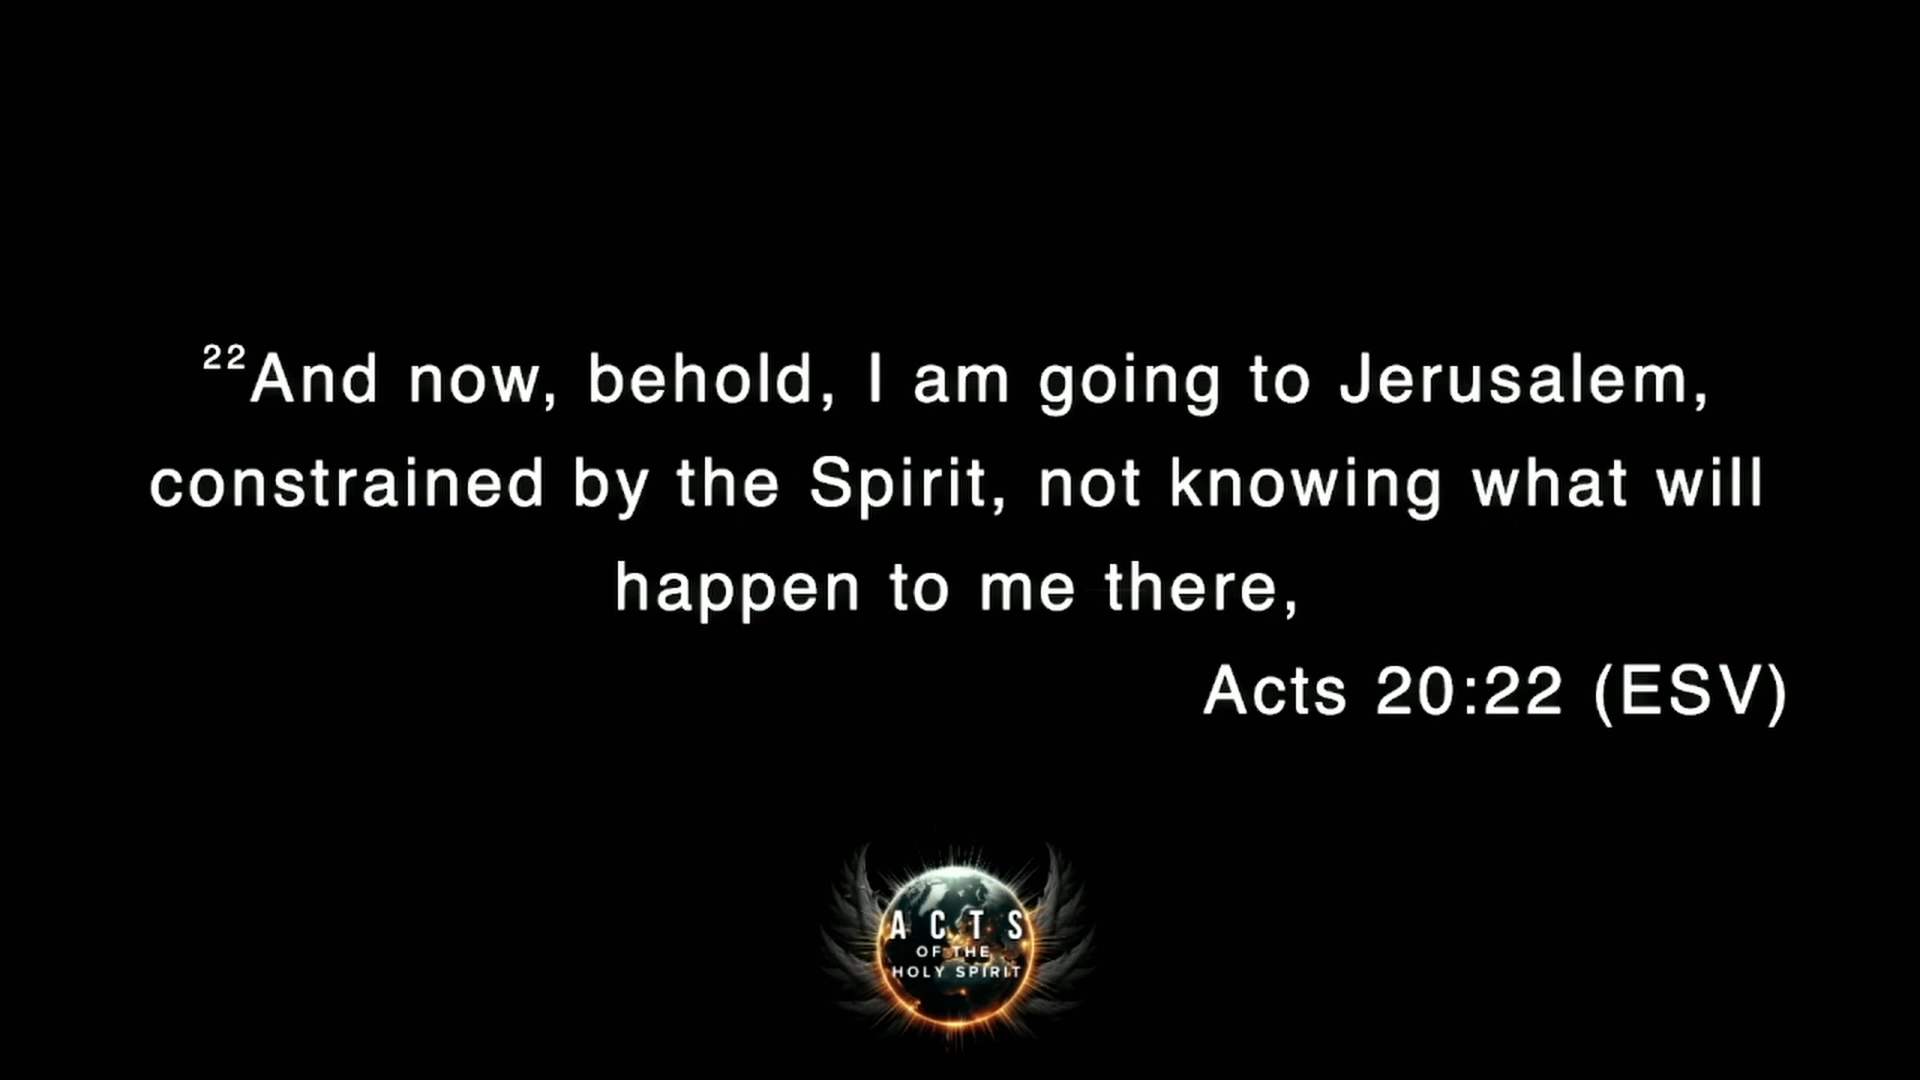 ²²And now, behold, I am going to Jerusalem,
constrained by the Spirit, not knowing what will
happen to me there,
Acts 20:22 (ESV)
ACTS
OF THE
HOLY SPIRIT